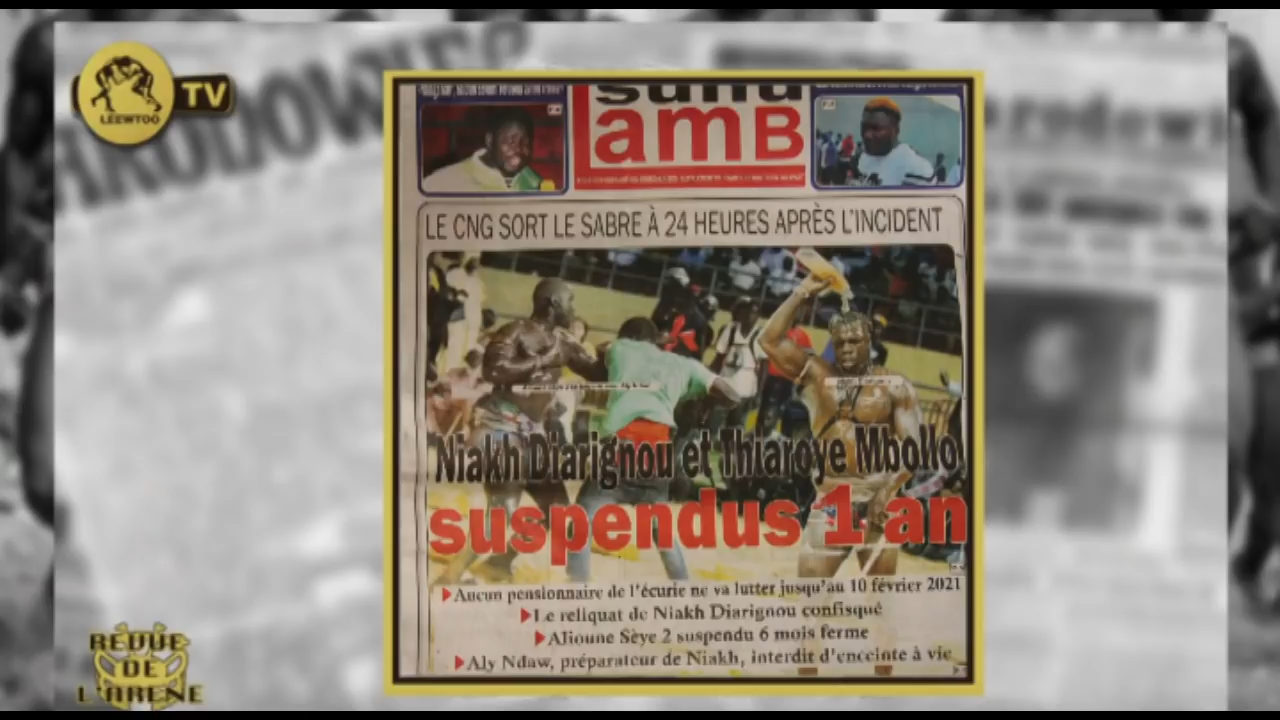 LEEWTOO
TV
sunu
Lamb
LE CNG SORT LE SABRE À 24 HEURES APRÈS L'INCIDENT
Niakh Diarignou et Thiaroye Mbollo
suspendus 1 an
Aucun pensionnaire de l'écurie ne va lutter jusqu'au 10 février 2021
Le reliquat de Niakh Diarignou confisqué
Alioune Sèye 2 suspendu 6 mois ferme
Aly Ndaw, préparateur de Niakh, interdit d'enceinte à vie
REVUE
DE
L'ARENE